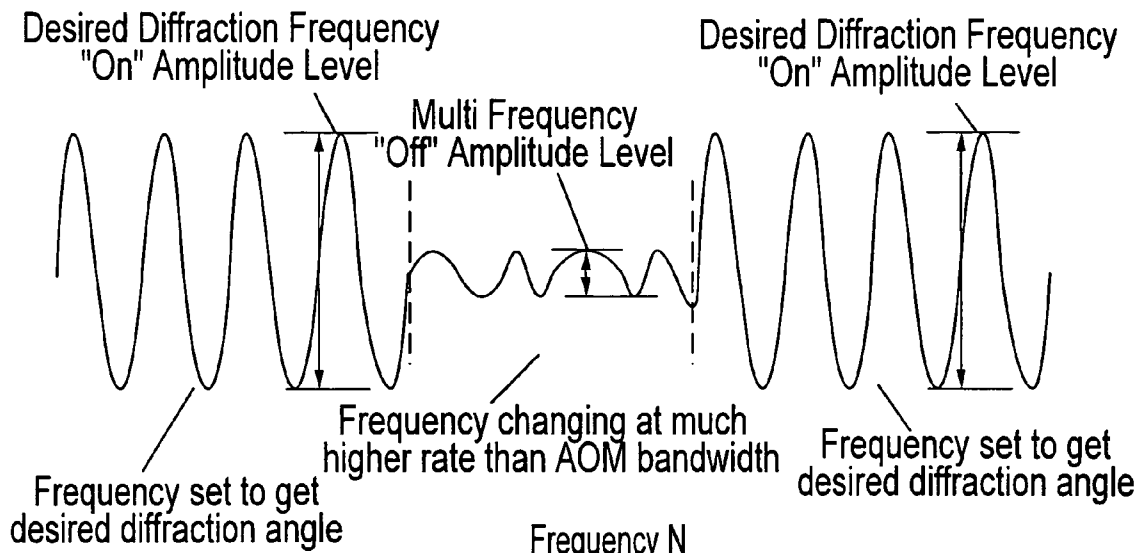 Desired Diffraction Frequency
"On" Amplitude Level
Multi Frequency
"Off" Amplitude Level
Desired Diffraction Frequency
"On" Amplitude Level
Frequency set to get
desired diffraction angle
Frequency changing at much
higher rate than AOM bandwidth
Frequency set to get
desired diffraction angle
Frequency N